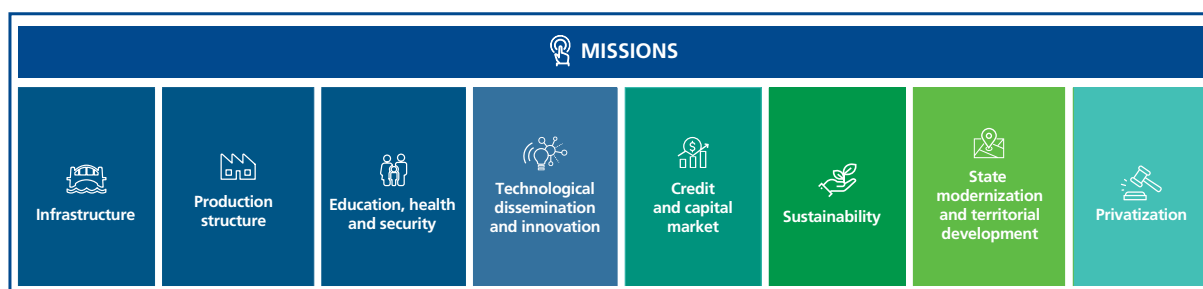 MISSIONS
Infrastructure
Production
structure
Education, health
and security
Technological
dissemination
and innovation
Credit
and capital
market
Sustainability
State
modernization
and territorial
development
Privatization